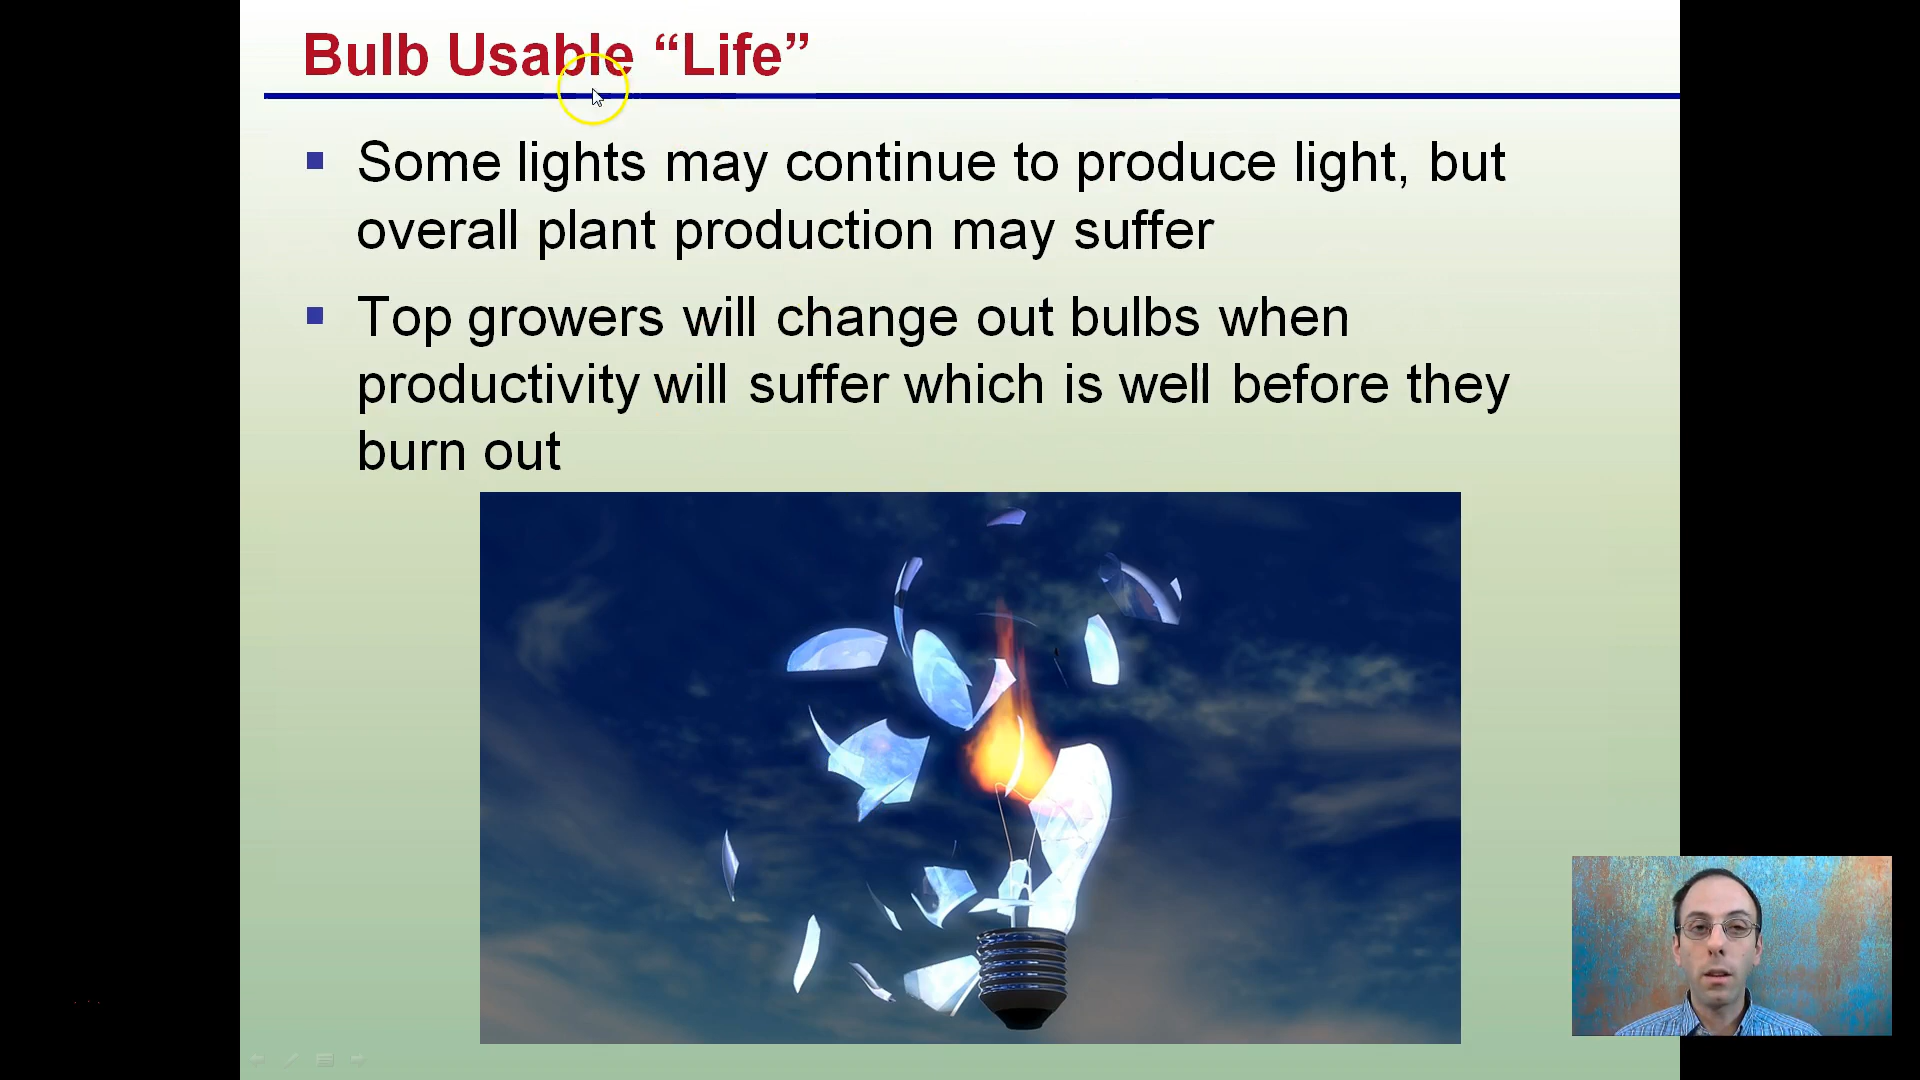 Bulb Usable “Life”
Some lights may continue to produce light, but
overall plant production may suffer
Top growers will change out bulbs when
productivity will suffer which is well before they
burn out